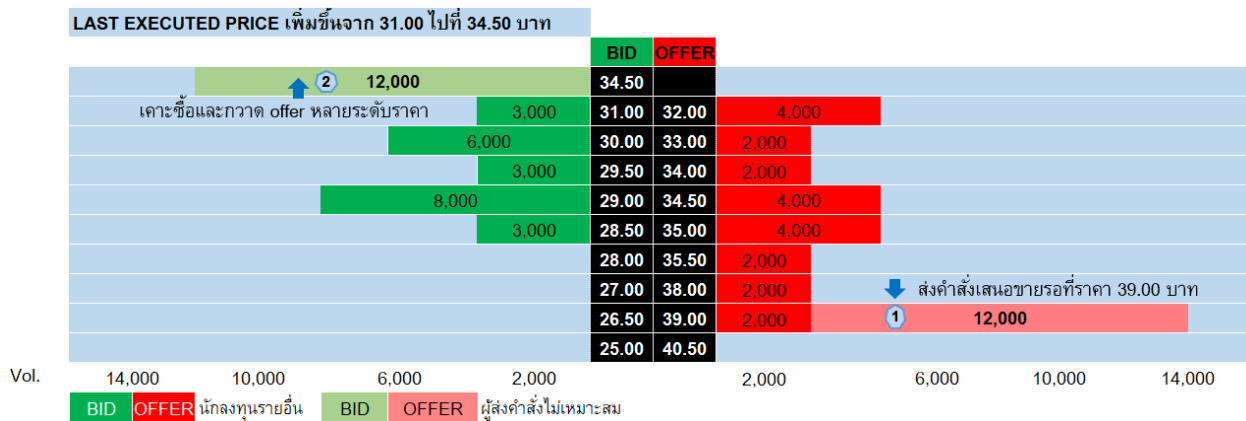 LAST EXECUTED PRICE เพิ่มขึ้นจาก 31.00 ไปที่ 34.50 บาท
BID OFFER
2 12,000 34.50
เคาะซื้อและกวาด offer หลายระดับราคา 3,000 31.00 32.00 4,000
6,000 30.00 33.00 2,000
3,000 29.50 34.00 2,000
8,000 29.00 34.50 4,000
3,000 28.50 35.00 4,000
28.00 35.50 2,000
27.00 38.00 2,000 ส่งคำสั่งเสนอขายรอที่ราคา 39.00 บาท
26.50 39.00 2,000 1 12,000
25.00 40.50
Vol. 14,000 10,000 6,000 2,000 2,000 6,000 10,000 14,000
BID OFFER นักลงทุนรายอื่น BID OFFER ผู้ส่งคำสั่งไม่เหมาะสม